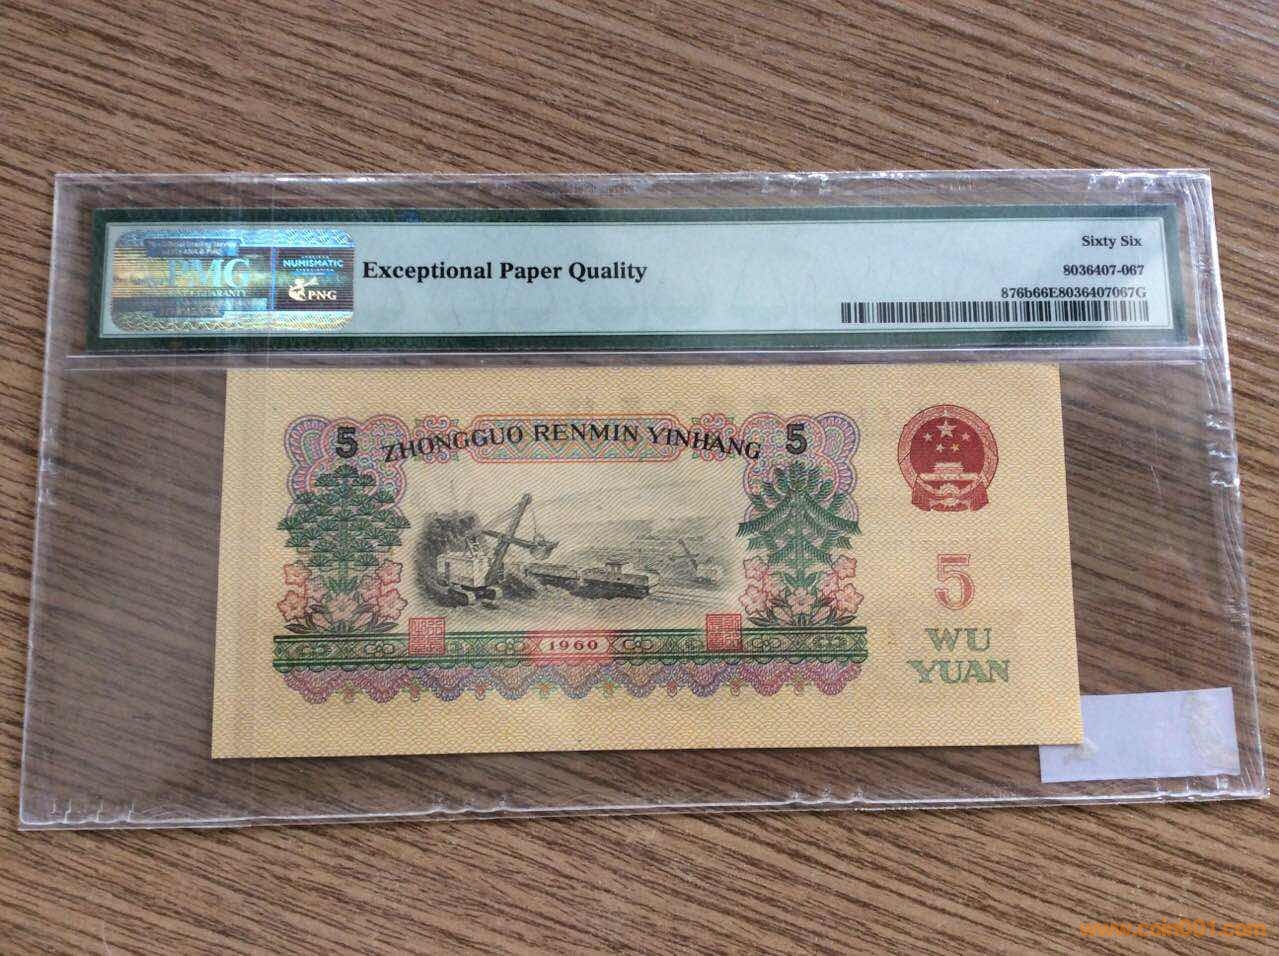 PMG
NUMISMATIC
PNG
Exceptional Paper Quality
Sixty Six
8036407-067
876b66E8036407067G
5 ZHONGGUO RENMIN YINHANG 5
5
WU
YUAN
1960
www.coin001.com